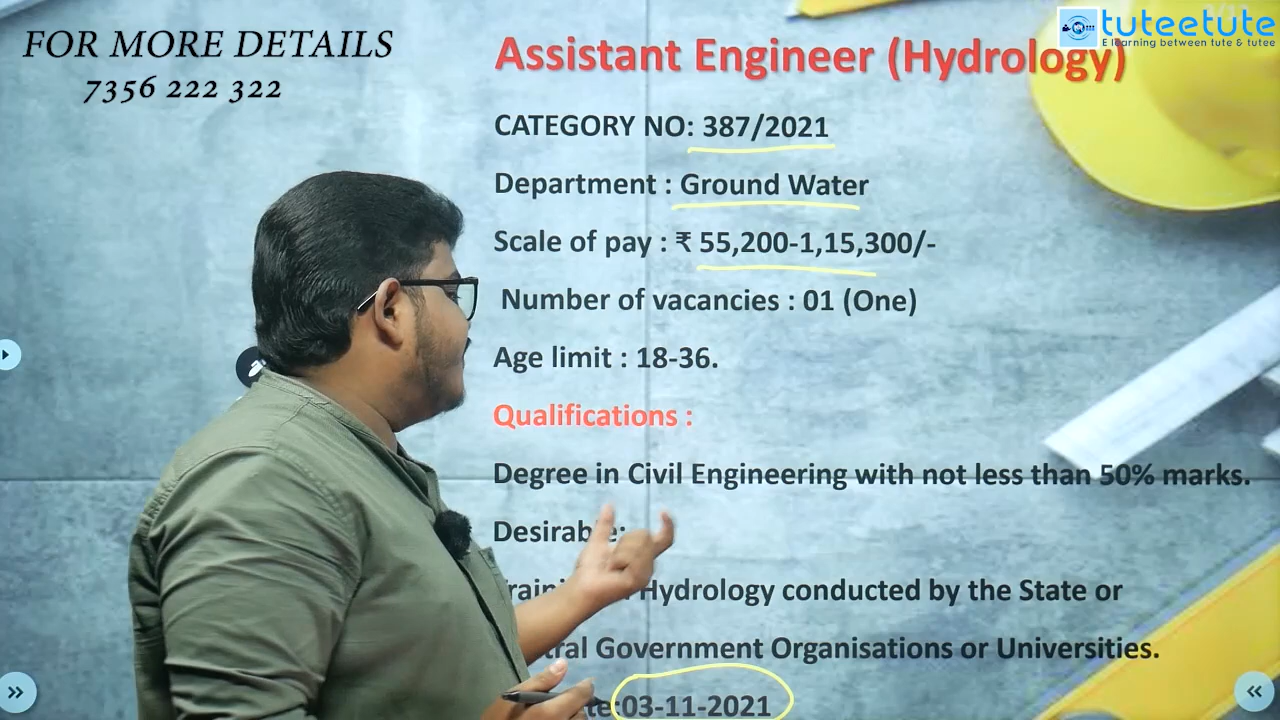 FOR MORE DETAILS
7356 222 322
tuteetute
E learning between tute & tutee
Assistant Engineer (Hydrology)
CATEGORY NO: 387/2021
Department : Ground Water
Scale of pay : ₹ 55,200-1,15,300/-
Number of vacancies : 01 (One)
Age limit : 18-36.
Qualifications :
Degree in Civil Engineering with not less than 50% marks.
Desirable:
Hydrology conducted by the State or
Government Organisations or Universities.
03-11-2021